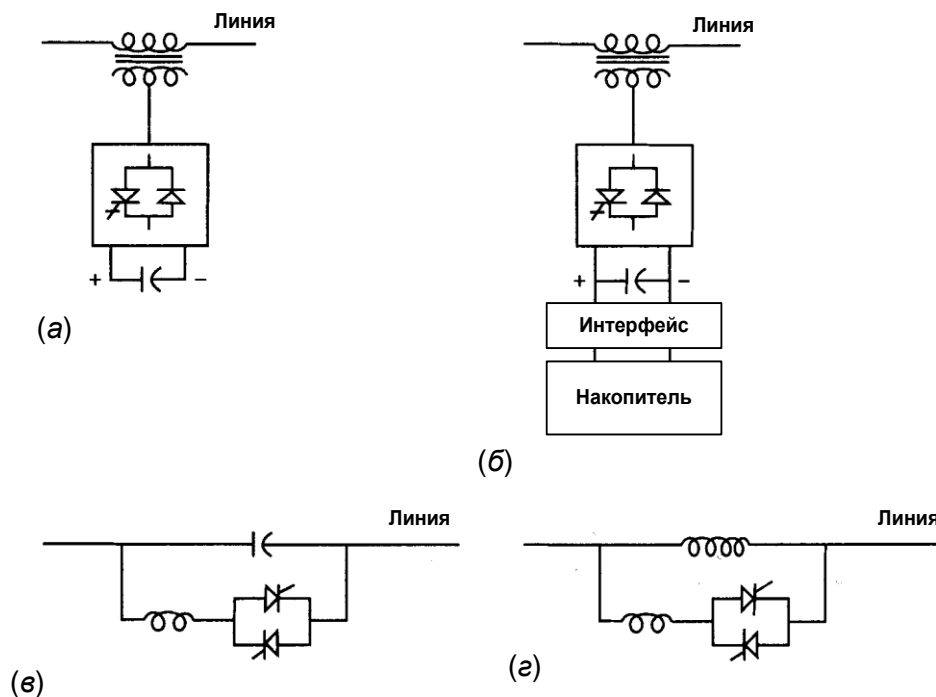 Линия
Линия
+ −
+ −
(а)
Интерфейс
Накопитель
(б)
Линия
Линия
(в)
(г)